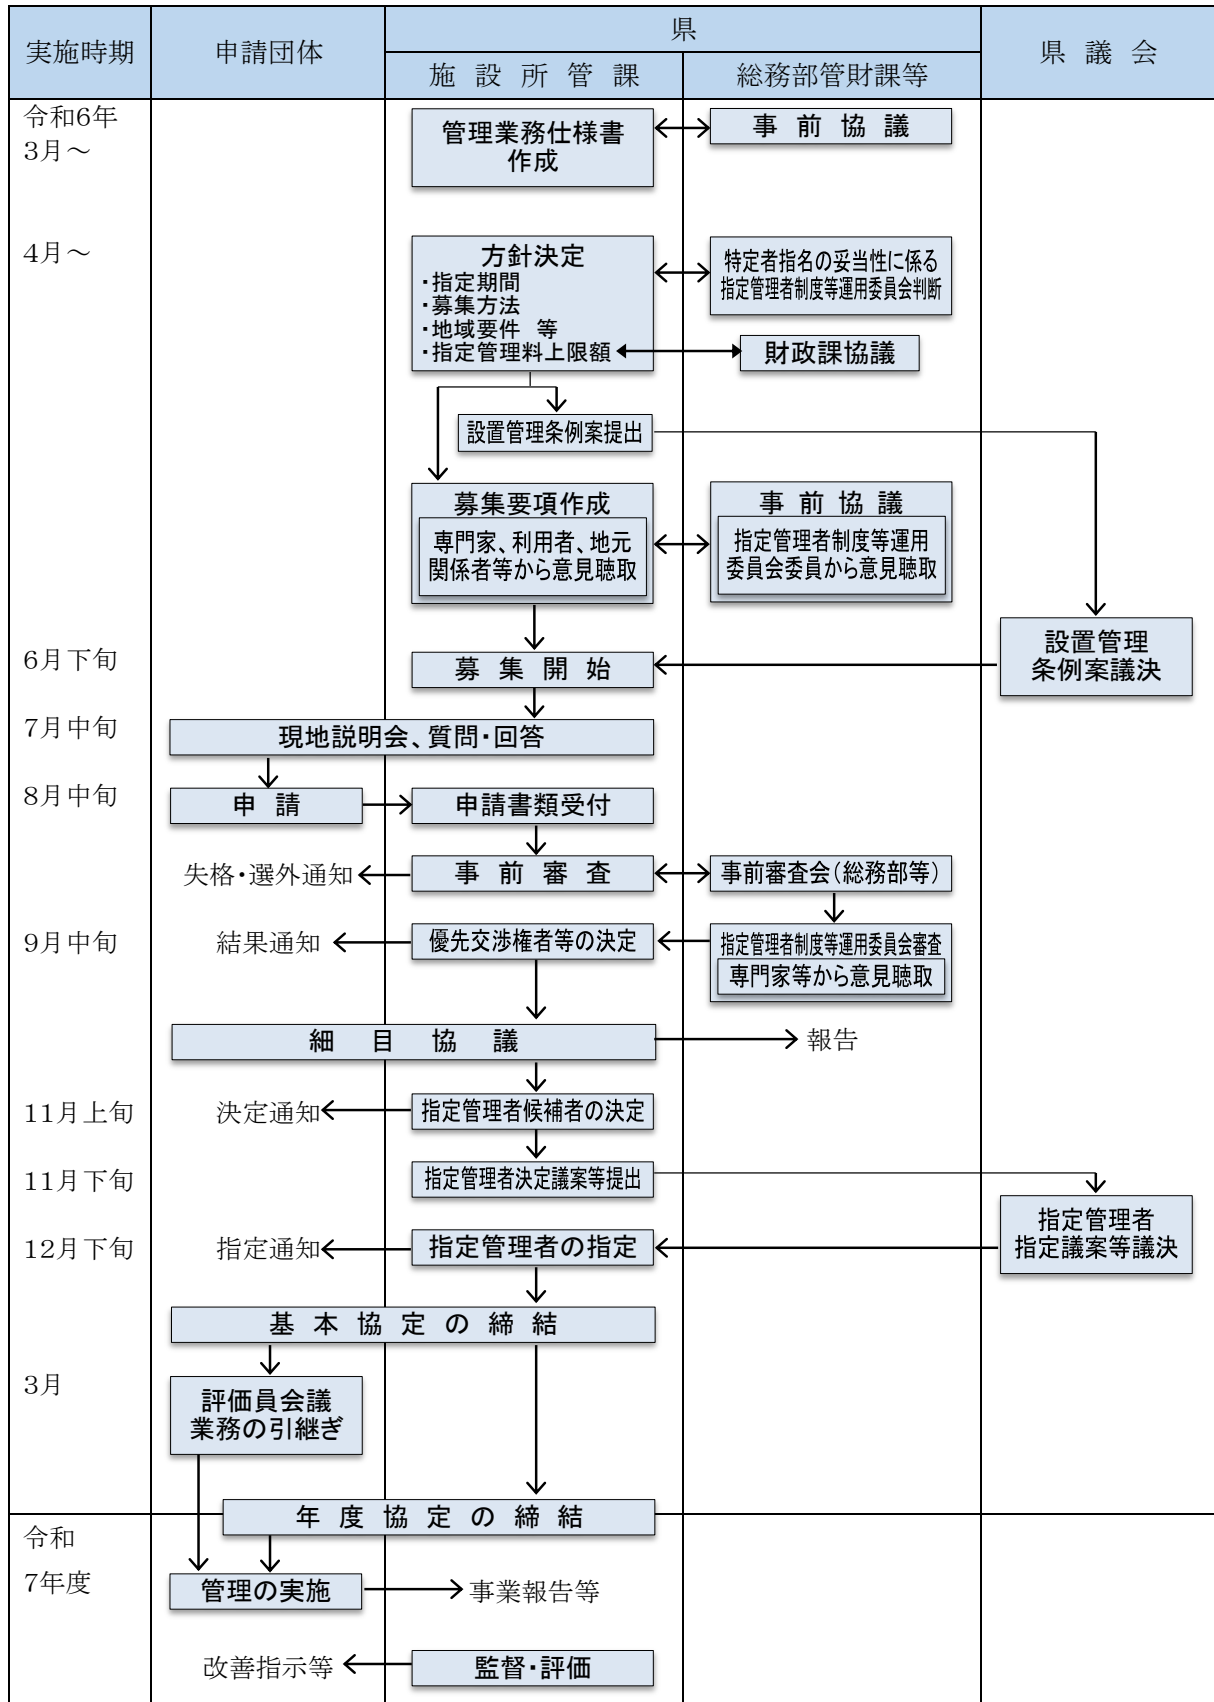 実施時期
申請団体
県
県議会
施設所管課
総務部管財課等
令和6年
3月～
管理業務仕様書
作成
事前協議
4月～
方針決定
・指定期間
・募集方法
・地域要件 等
・指定管理料上限額
特定者指名の妥当性に係る
指定管理者制度等運用委員会判断
財政課協議
設置管理条例案提出
募集要項作成
専門家、利用者、地元
関係者等から意見聴取
事前協議
指定管理者制度等運用
委員会委員から意見聴取
6月下旬
募集開始
設置管理
条例案議決
7月中旬
現地説明会、質問・回答
8月中旬
申請
申請書類受付
失格・選外通知
事前審査
事前審査会（総務部等）
9月中旬
結果通知
優先交渉権者等の決定
指定管理者制度等運用委員会審査
専門家等から意見聴取
細目協議
報告
11月上旬
決定通知
指定管理者候補者の決定
11月下旬
指定管理者決定議案等提出
12月下旬
指定通知
指定管理者の指定
指定管理者
指定議案等議決
基本協定の締結
3月
評価員会議
業務の引継ぎ
年度協定の締結
令和
7年度
管理の実施
事業報告等
改善指示等
監督・評価